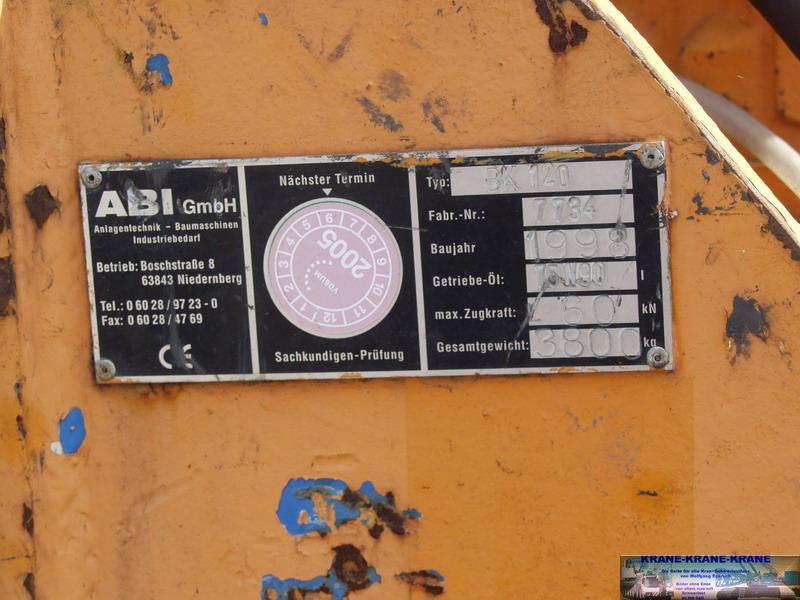 ABI GmbH
Anlagentechnik - Baumaschinen
Industriebedarf
Betrieb: Boschstraße 8
63843 Niedernberg
Tel.: 0 60 28 / 97 23 - 0
Fax: 0 60 28 / 47 69
CE
Nächster Termin
1 2 3 4 5 6 7 8 9 10 11 12
2005
Sachkundigen-Prüfung
Typ:
Fabr.-Nr.: 7734
Baujahr 1998
Getriebe-Öl: l
max. Zugkraft: kN
Gesamtgewicht: 3800 kg
KRANE-KRANE-KRANE